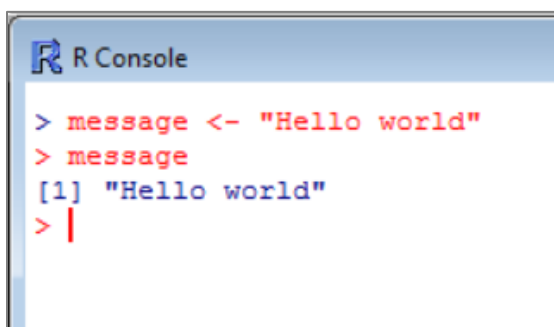 R Console
> message <- "Hello world"
> message
[1] "Hello world"
>